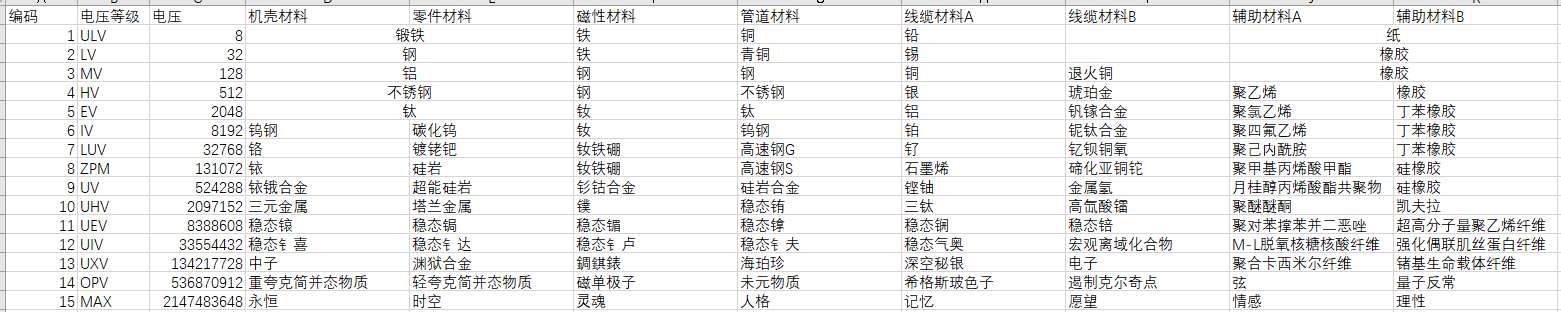 编码 电压等级 电压 机壳材料 零件材料 磁性材料 管道材料 线缆材料A 线缆材料B 辅助材料A 辅助材料B
1 ULV 8 锻铁 铁 铜 铅 纸
2 LV 32 钢 铁 青铜 锡 橡胶
3 MV 128 铝 钢 钢 铜 退火铜 橡胶
4 HV 512 不锈钢 钢 不锈钢 银 琥珀金 聚乙烯 橡胶
5 EV 2048 钛 钕 钛 铝 钒镓合金 聚氯乙烯 丁苯橡胶
6 IV 8192 钨钢 碳化钨 钕 钨钢 铂 铌钛合金 聚四氟乙烯 丁苯橡胶
7 LUV 32768 铬 镀铑钯 钕铁硼 高速钢G 钌 钇钡铜氧 聚己内酰胺 丁苯橡胶
8 ZPM 131072 铱 硅岩 钕铁硼 高速钢S 石墨烯 碲化亚铜铊 聚甲基丙烯酸甲酯 硅橡胶
9 UV 524288 铱锇合金 超能硅岩 钐钴合金 硅岩合金 镕铀 金属氢 月桂醇丙烯酸酯共聚物 硅橡胶
10 UHV 2097152 三元金属 塔兰金属 镤 稳态铕 三钛 高氙酸镭 聚醚醚酮 凯夫拉
11 UEV 8388608 稳态锿 稳态锔 稳态镅 稳态𬭳 稳态锎 稳态锫 聚对苯撑苯并二恶唑 超高分子量聚乙烯纤维
12 UIV 33554432 稳态钅喜 稳态钅达 稳态钅卢 稳态钅夫 稳态气奥 宏观离域化合物 M-L脱氧核糖核酸纤维 强化偶联肌丝蛋白纤维
13 UXV 134217728 中子 渊狱合金 錭錤錶 海珀珍 深空秘银 电子 聚合卡西米尔纤维 锗基生命载体纤维
14 OPV 536870912 重夸克简并态物质 轻夸克简并态物质 磁单极子 未元物质 希格斯玻色子 遏制克尔奇点 弦 量子反常
15 MAX 2147483648 永恒 时空 灵魂 人格 记忆 愿望 情感 理性